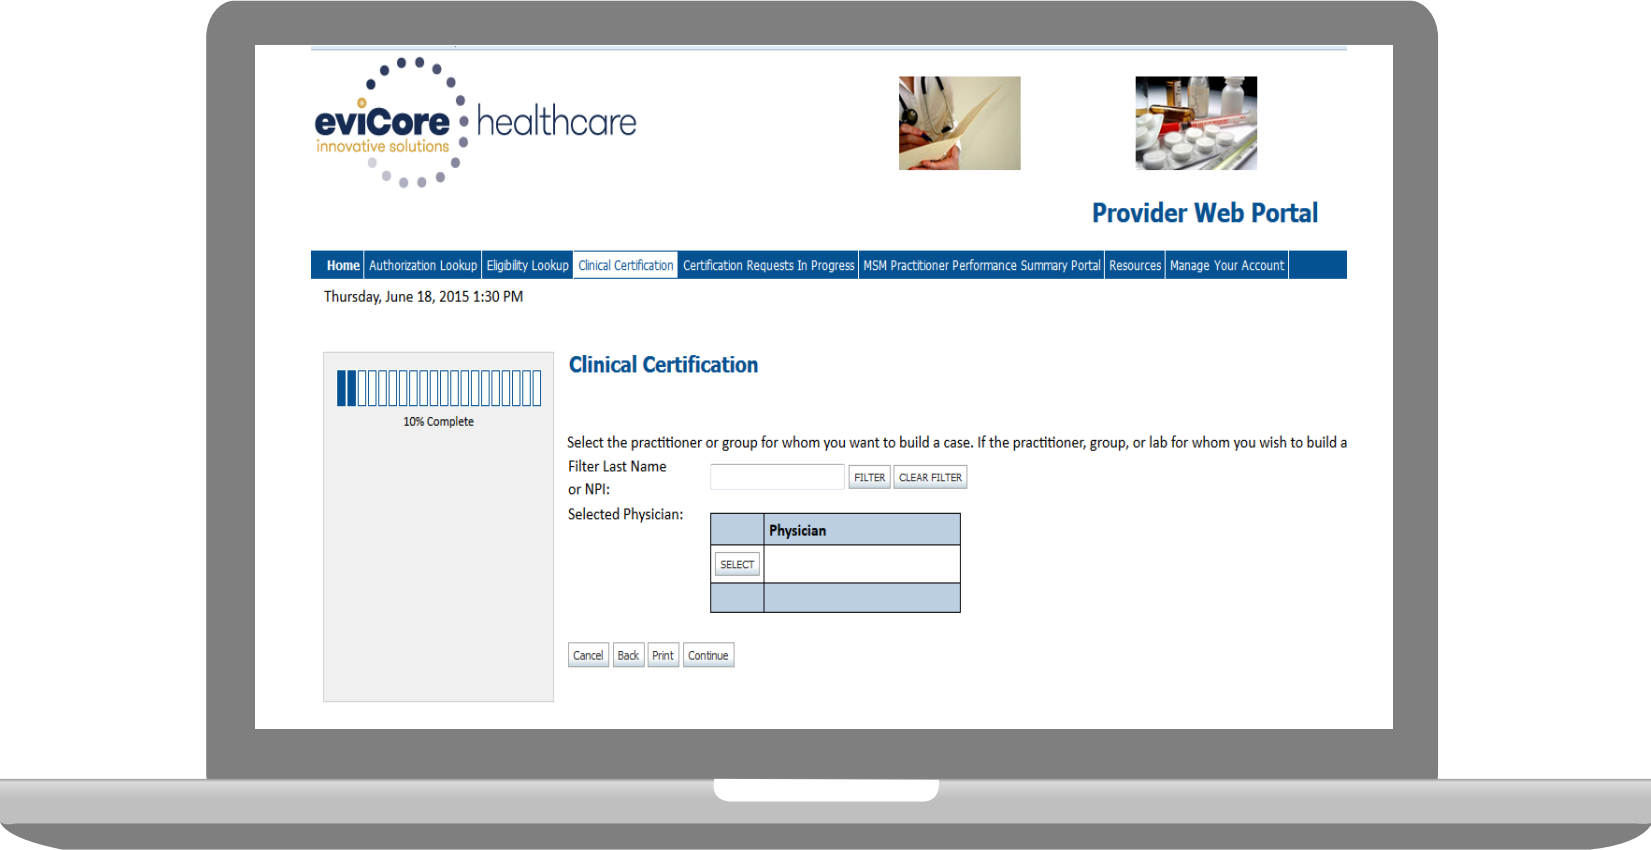 eviCore healthcare
innovative solutions
Provider Web Portal
Home Authorization Lookup Eligibility Lookup Clinical Certification Certification Requests In Progress MSM Practitioner Performance Summary Portal Resources Manage Your Account
Thursday, June 18, 2015 1:30 PM
Clinical Certification
10% Complete
Select the practitioner or group for whom you want to build a case. If the practitioner, group, or lab for whom you wish to build a
Filter Last Name
or NPI:
FILTER CLEAR FILTER
Selected Physician:
Physician
SELECT
Cancel Back Print Continue